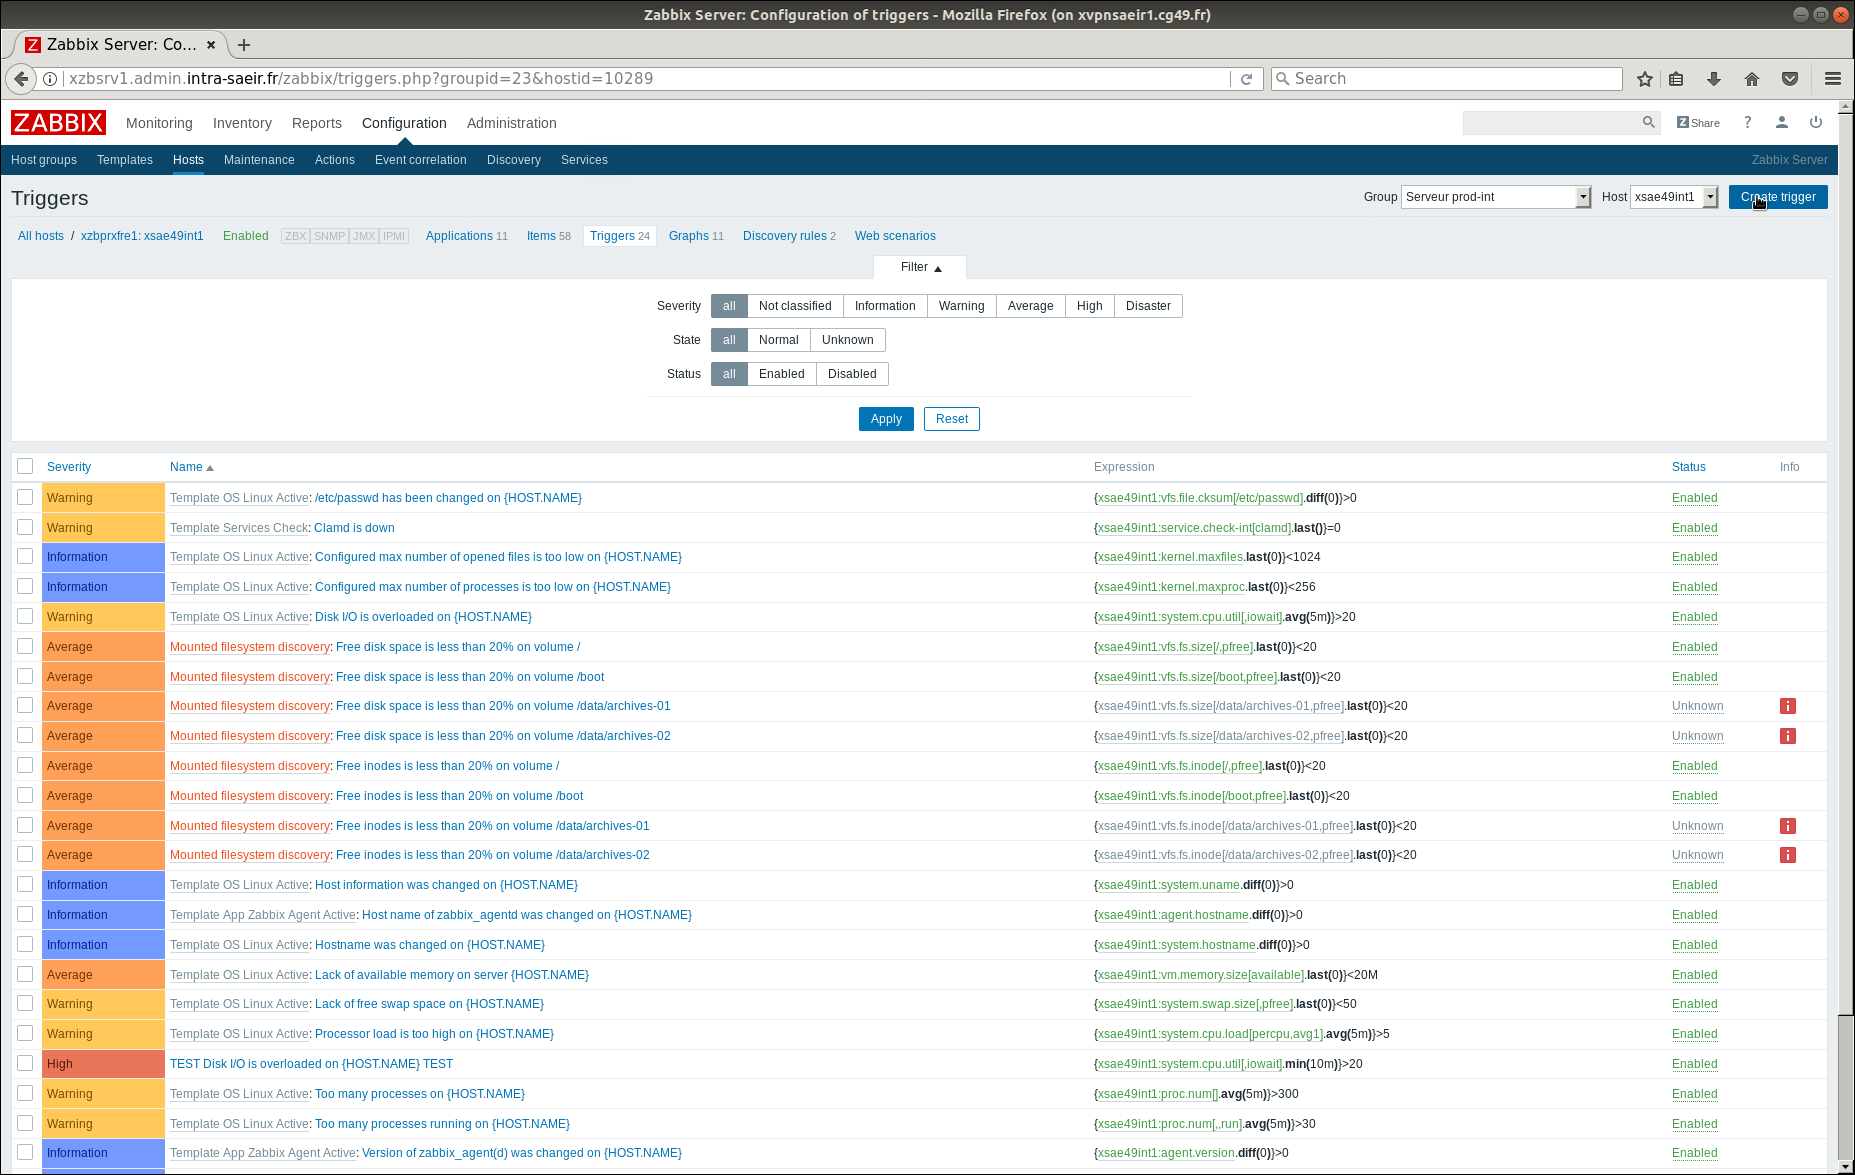 Zabbix Server: Configuration of triggers - Mozilla Firefox (on xvpnsaeir1.cg49.fr)
Z Zabbix Server: Co... × +
xzbsrv1.admin.intra-saeir.fr/zabbix/triggers.php?groupid=23&hostid=10289 Search
ZABBIX Monitoring Inventory Reports Configuration Administration Z Share ?
Host groups Templates Hosts Maintenance Actions Event correlation Discovery Services Zabbix Server
Triggers Group Serveur prod-int Host xsae49int1 Create trigger
All hosts / xzbprxfre1: xsae49int1 Enabled ZBX SNMP JMX IPMI Applications 11 Items 58 Triggers 24 Graphs 11 Discovery rules 2 Web scenarios
Filter ▲
Severity all Not classified Information Warning Average High Disaster
State all Normal Unknown
Status all Enabled Disabled
Apply Reset
Severity Name ▲ Expression Status Info
Warning Template OS Linux Active: /etc/passwd has been changed on {HOST.NAME} {xsae49int1:vfs.file.cksum[/etc/passwd].diff(0)}>0 Enabled
Warning Template Services Check: Clamd is down {xsae49int1:service.check-int[clamd].last()}=0 Enabled
Information Template OS Linux Active: Configured max number of opened files is too low on {HOST.NAME} {xsae49int1:kernel.maxfiles.last(0)}<1024 Enabled
Information Template OS Linux Active: Configured max number of processes is too low on {HOST.NAME} {xsae49int1:kernel.maxproc.last(0)}<256 Enabled
Warning Template OS Linux Active: Disk I/O is overloaded on {HOST.NAME} {xsae49int1:system.cpu.util[,iowait].avg(5m)}>20 Enabled
Average Mounted filesystem discovery: Free disk space is less than 20% on volume / {xsae49int1:vfs.fs.size[/,pfree].last(0)}<20 Enabled
Average Mounted filesystem discovery: Free disk space is less than 20% on volume /boot {xsae49int1:vfs.fs.size[/boot,pfree].last(0)}<20 Enabled
Average Mounted filesystem discovery: Free disk space is less than 20% on volume /data/archives-01 {xsae49int1:vfs.fs.size[/data/archives-01,pfree].last(0)}<20 Unknown i
Average Mounted filesystem discovery: Free disk space is less than 20% on volume /data/archives-02 {xsae49int1:vfs.fs.size[/data/archives-02,pfree].last(0)}<20 Unknown i
Average Mounted filesystem discovery: Free inodes is less than 20% on volume / {xsae49int1:vfs.fs.inode[/,pfree].last(0)}<20 Enabled
Average Mounted filesystem discovery: Free inodes is less than 20% on volume /boot {xsae49int1:vfs.fs.inode[/boot,pfree].last(0)}<20 Enabled
Average Mounted filesystem discovery: Free inodes is less than 20% on volume /data/archives-01 {xsae49int1:vfs.fs.inode[/data/archives-01,pfree].last(0)}<20 Unknown i
Average Mounted filesystem discovery: Free inodes is less than 20% on volume /data/archives-02 {xsae49int1:vfs.fs.inode[/data/archives-02,pfree].last(0)}<20 Unknown i
Information Template OS Linux Active: Host information was changed on {HOST.NAME} {xsae49int1:system.uname.diff(0)}>0 Enabled
Information Template App Zabbix Agent Active: Host name of zabbix_agentd was changed on {HOST.NAME} {xsae49int1:agent.hostname.diff(0)}>0 Enabled
Information Template OS Linux Active: Hostname was changed on {HOST.NAME} {xsae49int1:system.hostname.diff(0)}>0 Enabled
Average Template OS Linux Active: Lack of available memory on server {HOST.NAME} {xsae49int1:vm.memory.size[available].last(0)}<20M Enabled
Warning Template OS Linux Active: Lack of free swap space on {HOST.NAME} {xsae49int1:system.swap.size[,pfree].last(0)}<50 Enabled
Warning Template OS Linux Active: Processor load is too high on {HOST.NAME} {xsae49int1:system.cpu.load[percpu,avg1].avg(5m)}>5 Enabled
High TEST Disk I/O is overloaded on {HOST.NAME} TEST {xsae49int1:system.cpu.util[,iowait].min(10m)}>20 Enabled
Warning Template OS Linux Active: Too many processes on {HOST.NAME} {xsae49int1:proc.num[].avg(5m)}>300 Enabled
Warning Template OS Linux Active: Too many processes running on {HOST.NAME} {xsae49int1:proc.num[,,run].avg(5m)}>30 Enabled
Information Template App Zabbix Agent Active: Version of zabbix_agent(d) was changed on {HOST.NAME} {xsae49int1:agent.version.diff(0)}>0 Enabled